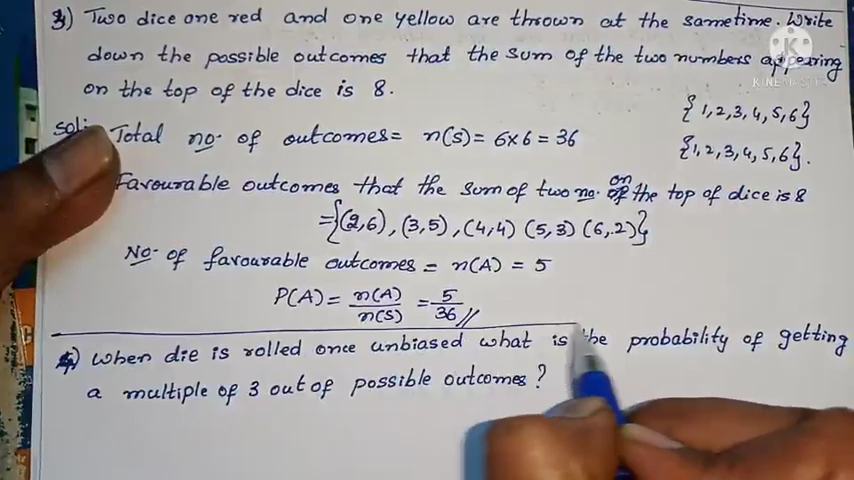 3) Two dice one red and one yellow are thrown at the sametime. Write
down the possible outcomes that the sum of the two numbers appearing
on the top of the dice is 8.
{1,2,3,4,5,6}
Total no. of outcomes = n(S) = 6x6 = 36
{1,2,3,4,5,6}.
Favourable outcomes that the sum of two no. on of the top of dice is 8
={(2,6), (3,5), (4,4) (5,3) (6,2)}
No. of favourable outcomes = n(A) = 5
P(A) = n(A)/n(S) = 5/36 //
4) When die is rolled once unbiased what is the probability of getting
a multiple of 3 out of possible outcomes?
KINEMASTER